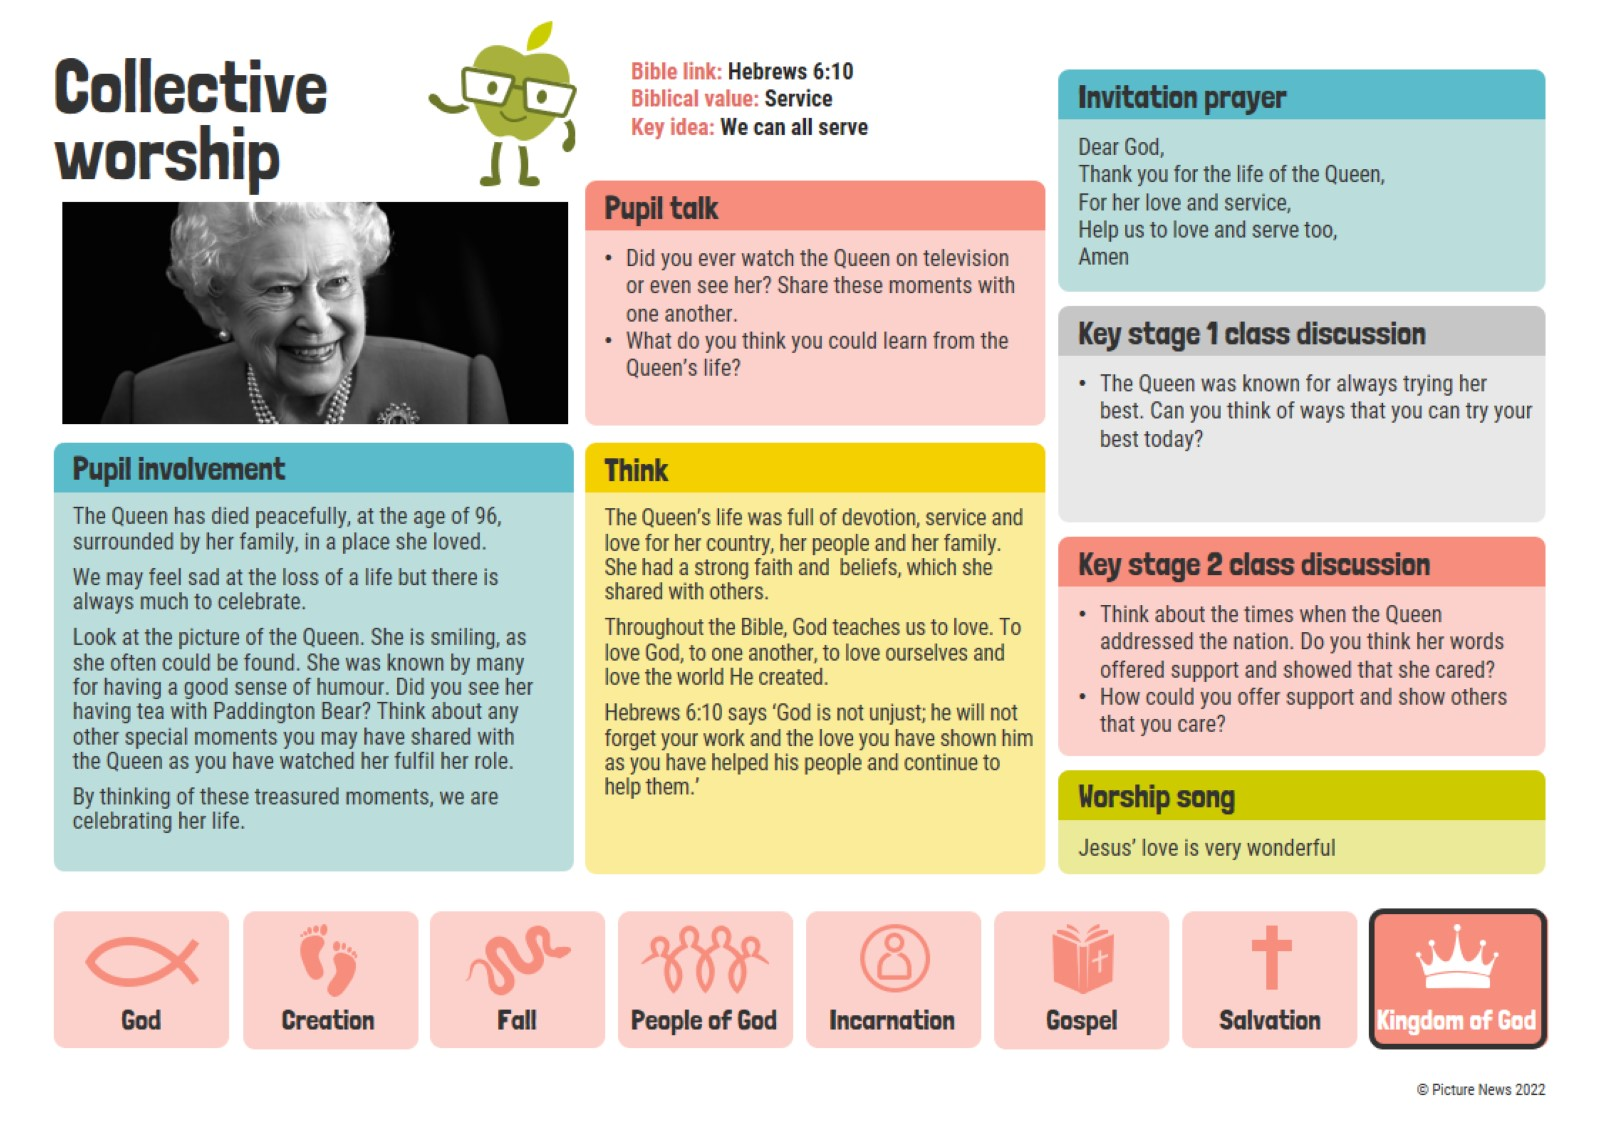 Collective
worship
Bible link: Hebrews 6:10
Biblical value: Service
Key idea: We can all serve
Pupil involvement
The Queen has died peacefully, at the age of 96,
surrounded by her family, in a place she loved.
We may feel sad at the loss of a life but there is
always much to celebrate.
Look at the picture of the Queen. She is smiling, as
she often could be found. She was known by many
for having a good sense of humour. Did you see her
having tea with Paddington Bear? Think about any
other special moments you may have shared with
the Queen as you have watched her fulfil her role.
By thinking of these treasured moments, we are
celebrating her life.
Pupil talk
• Did you ever watch the Queen on television
or even see her? Share these moments with
one another.
• What do you think you could learn from the
Queen's life?
Think
The Queen's life was full of devotion, service and
love for her country, her people and her family.
She had a strong faith and beliefs, which she
shared with others.
Throughout the Bible, God teaches us to love. To
love God, to one another, to love ourselves and
love the world He created.
Hebrews 6:10 says ‘God is not unjust; he will not
forget your work and the love you have shown him
as you have helped his people and continue to
help them.’
Invitation prayer
Dear God,
Thank you for the life of the Queen,
For her love and service,
Help us to love and serve too,
Amen
Key stage 1 class discussion
• The Queen was known for always trying her
best. Can you think of ways that you can try your
best today?
Key stage 2 class discussion
• Think about the times when the Queen
addressed the nation. Do you think her words
offered support and showed that she cared?
• How could you offer support and show others
that you care?
Worship song
Jesus’ love is very wonderful
God
Creation
Fall
People of God
Incarnation
Gospel
Salvation
Kingdom of God
© Picture News 2022